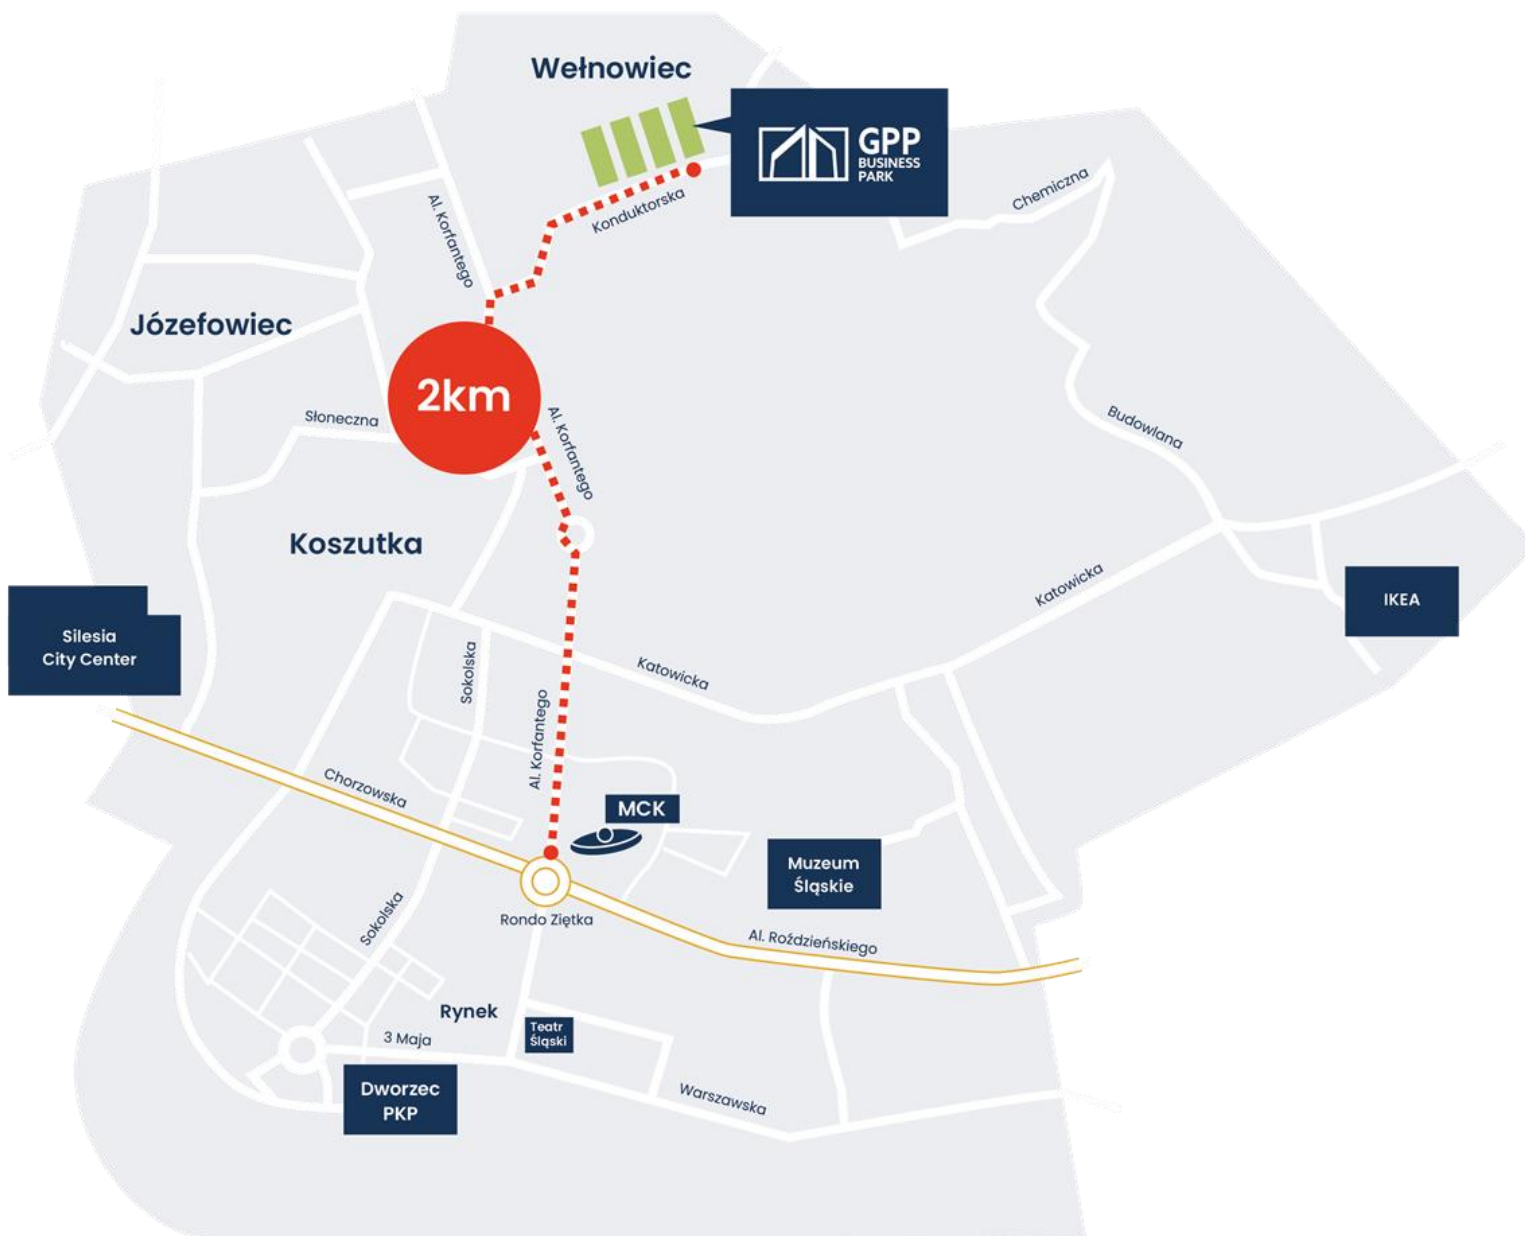 Wełnowiec
GPP
BUSINESS
PARK
Chemiczna
Konduktorska
Al. Korfantego
Józefowiec
2km
Słoneczna
Al. Korfantego
Budowlana
Koszutka
Katowicka
IKEA
Silesia
City Center
Sokolska
Katowicka
Al. Korfantego
Chorzowska
MCK
Muzeum
Śląskie
Rondo Ziętka
Sokolska
Al. Roździeńskiego
Rynek
Teatr
Śląski
3 Maja
Dworzec
PKP
Warszawska